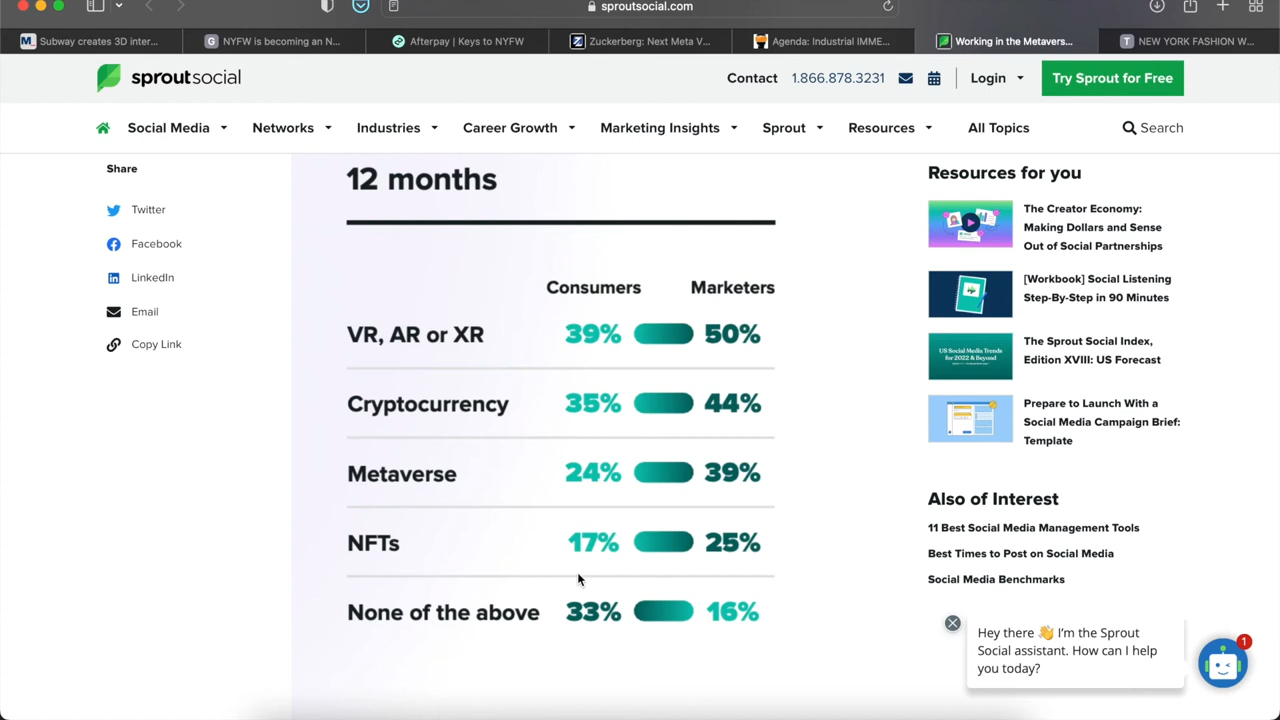 sproutsocial.com
Subway creates 3D inter...
NYFW is becoming an N...
Afterpay | Keys to NYFW
Zuckerberg: Next Meta V...
Agenda: Industrial IMME...
Working in the Metavers...
NEW YORK FASHION W...
sproutsocial
Contact
1.866.878.3231
Login
Try Sprout for Free
Social Media
Networks
Industries
Career Growth
Marketing Insights
Sprout
Resources
All Topics
Search
Share
Twitter
Facebook
LinkedIn
Email
Copy Link
12 months
Consumers Marketers
VR, AR or XR 39% 50%
Cryptocurrency 35% 44%
Metaverse 24% 39%
NFTs 17% 25%
None of the above 33% 16%
Resources for you
The Creator Economy:
Making Dollars and Sense
Out of Social Partnerships
[Workbook] Social Listening
Step-By-Step in 90 Minutes
US Social Media Trends
for 2022 & Beyond
The Sprout Social Index,
Edition XVIII: US Forecast
Prepare to Launch With a
Social Media Campaign Brief:
Template
Also of Interest
11 Best Social Media Management Tools
Best Times to Post on Social Media
Social Media Benchmarks
Hey there 👋 I’m the Sprout
Social assistant. How can I help
you today?
1